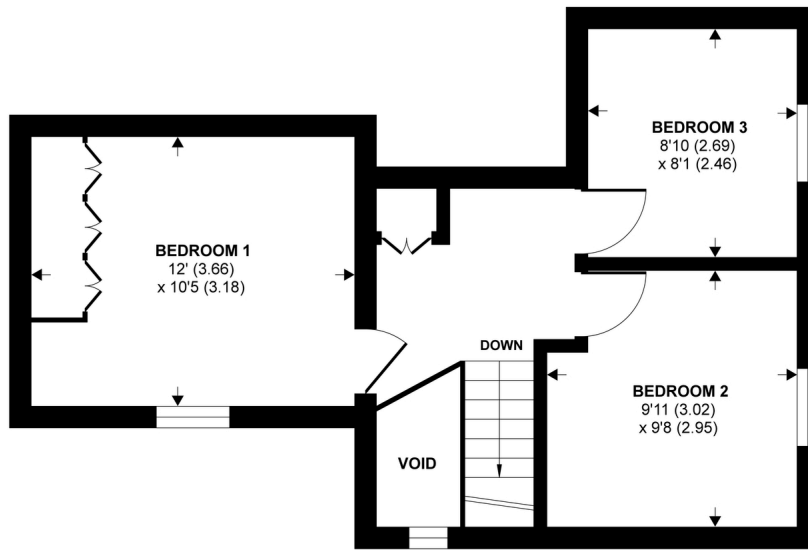 BEDROOM 3
8'10 (2.69)
x 8'1 (2.46)
BEDROOM 1
12' (3.66)
x 10'5 (3.18)
DOWN
BEDROOM 2
9'11 (3.02)
x 9'8 (2.95)
VOID